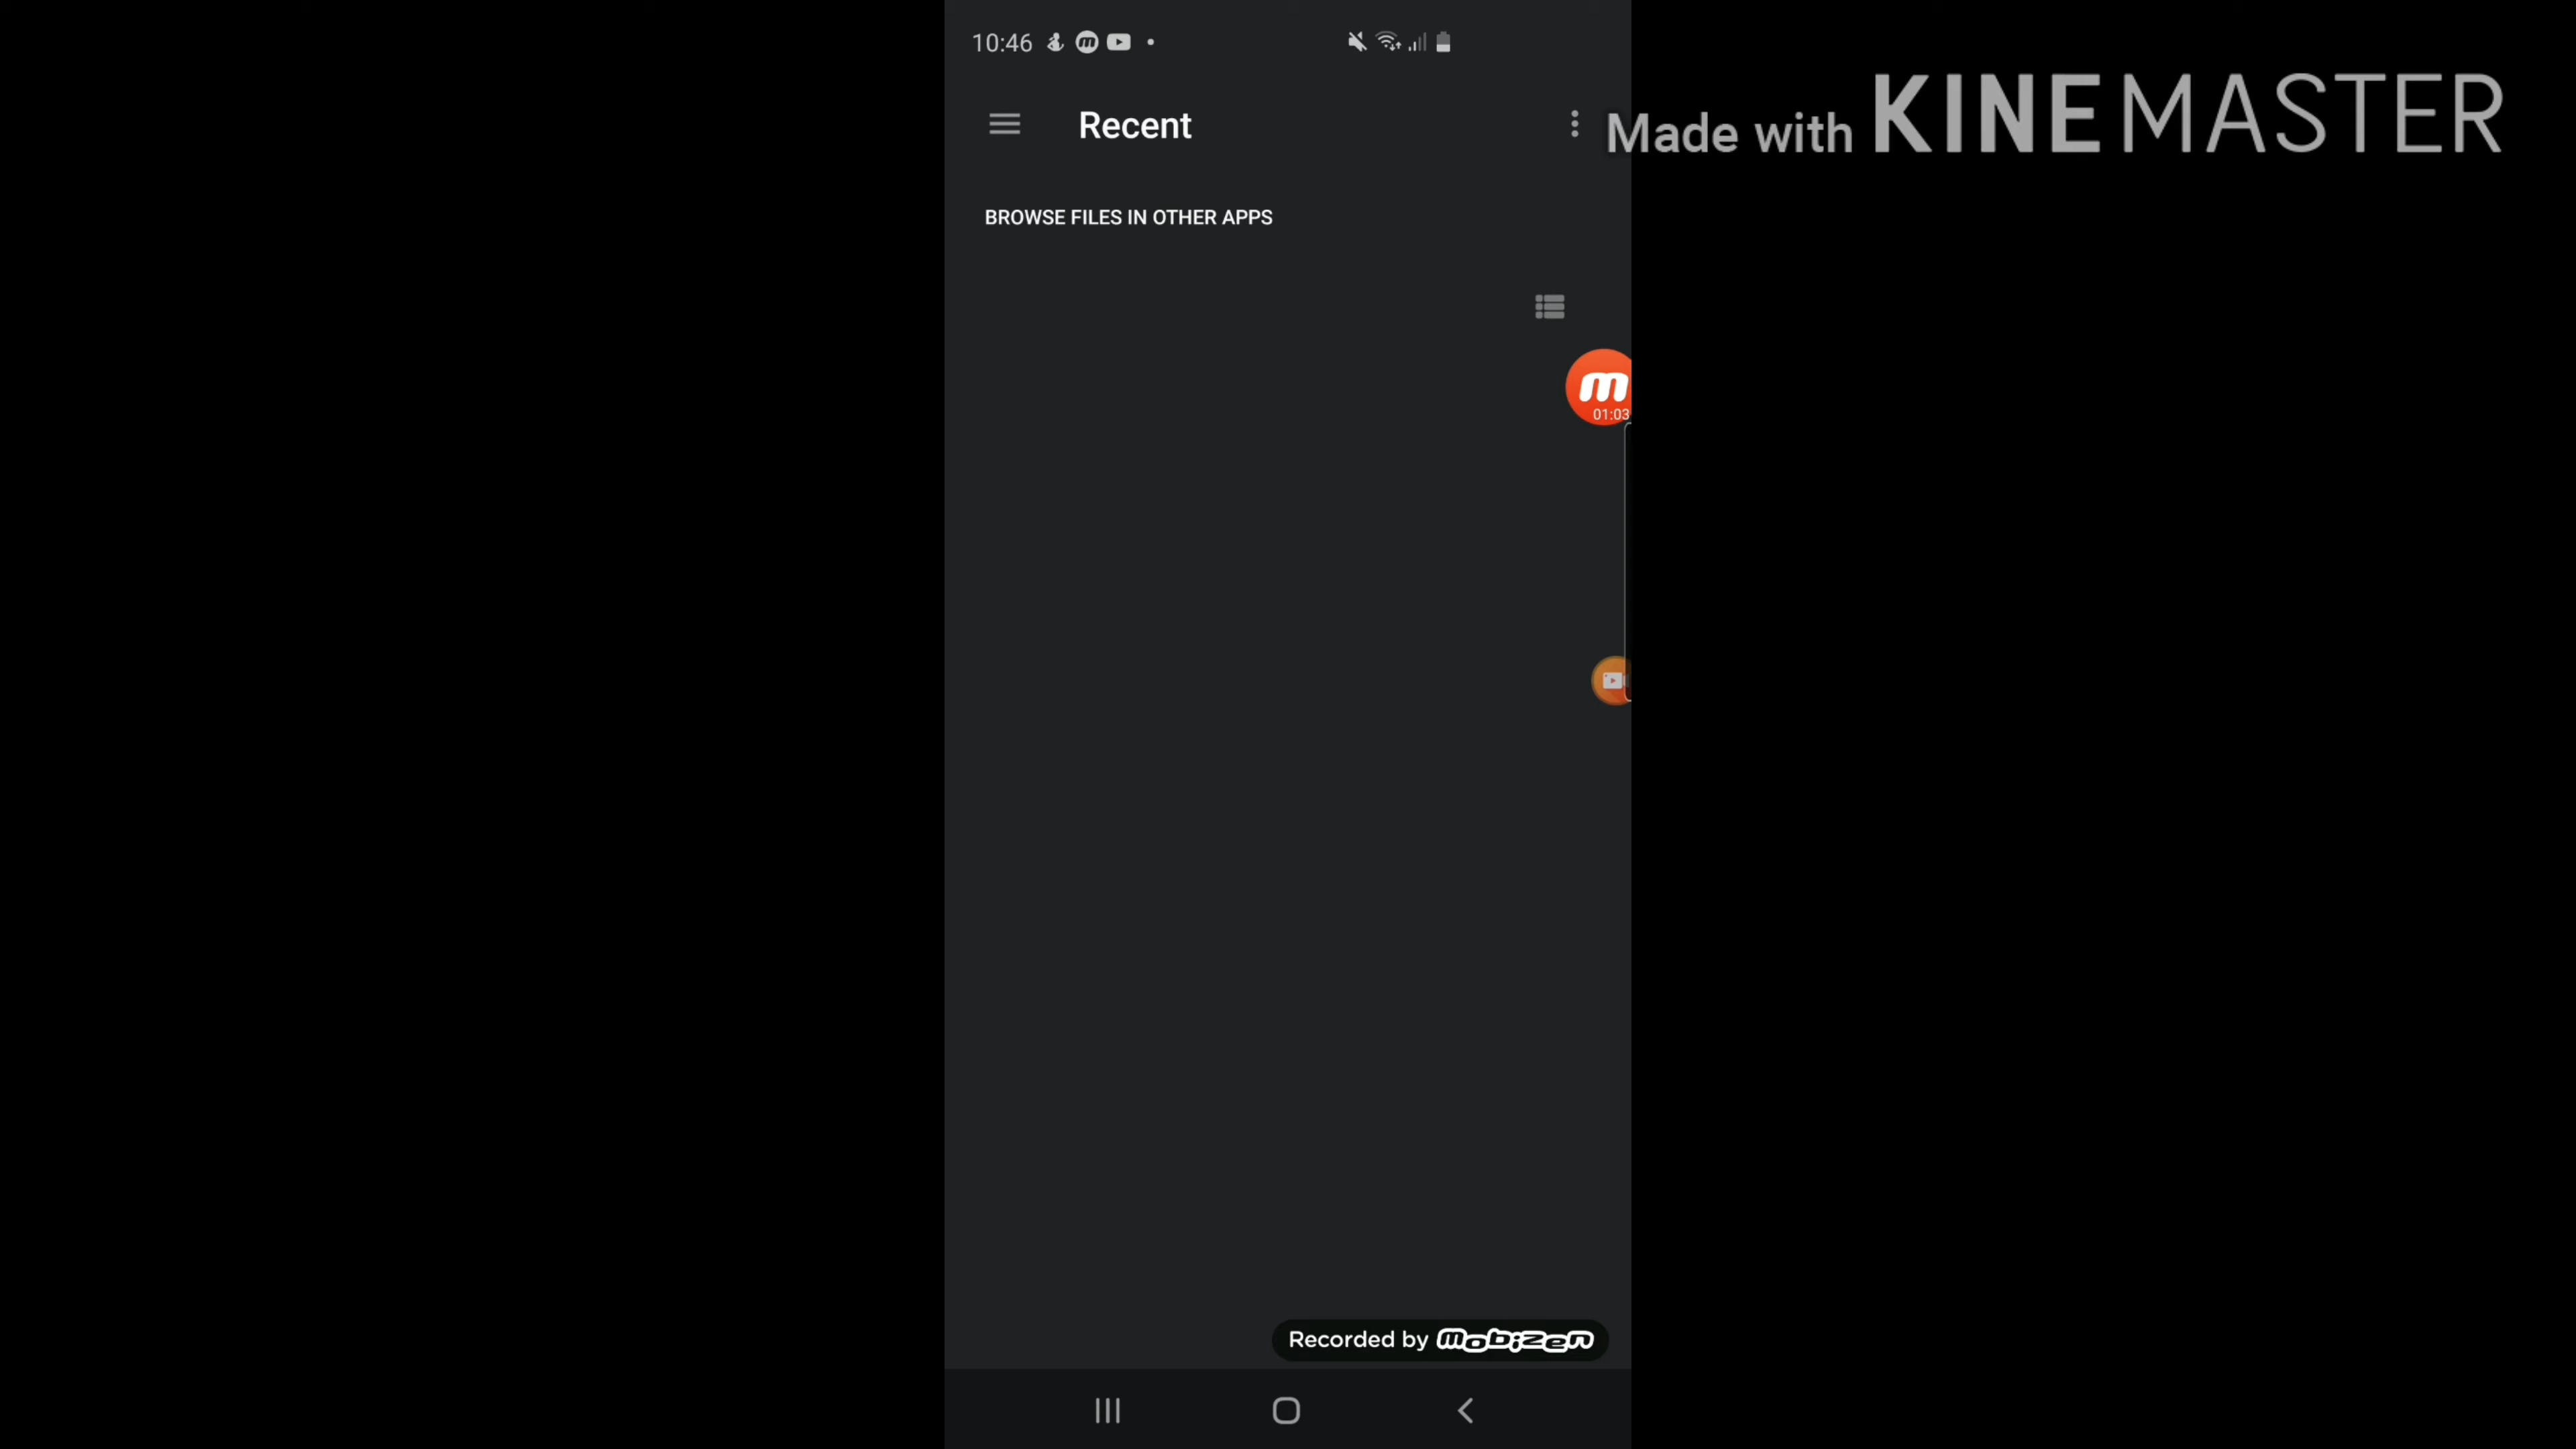 10:46
Recent
Made with KINEMASTER
BROWSE FILES IN OTHER APPS
m
01:03
Recorded by mobizen